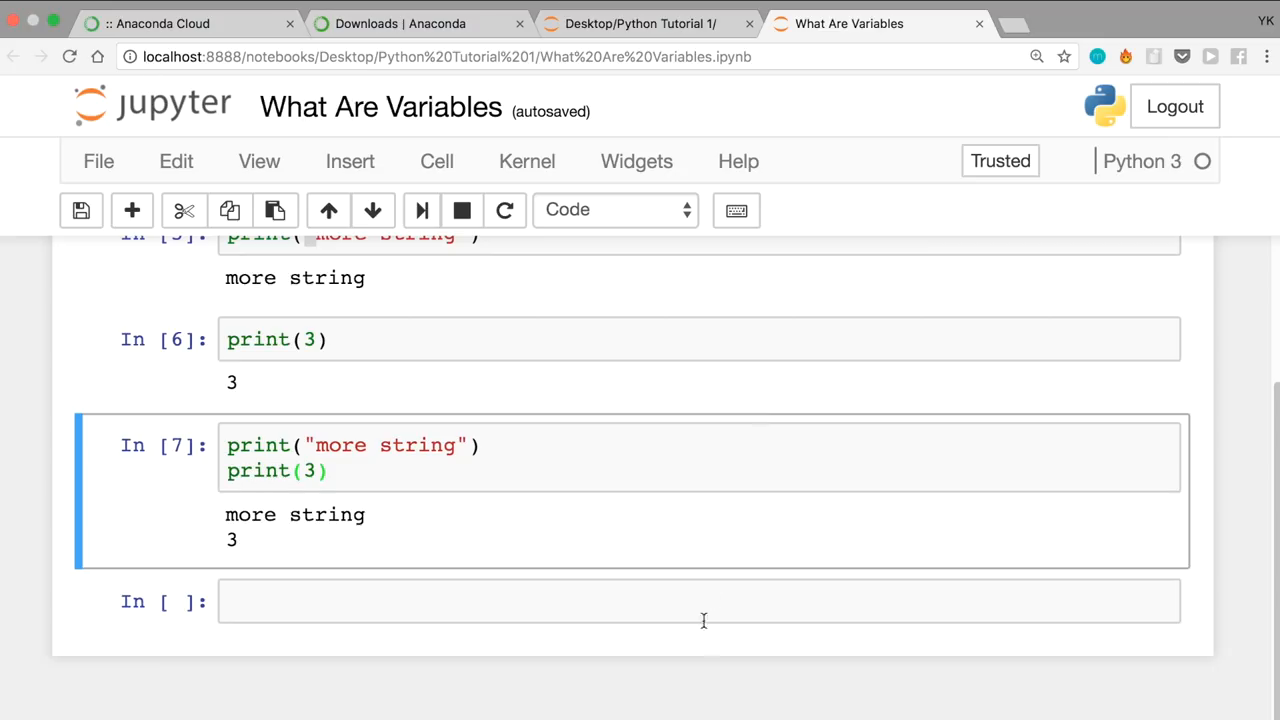 :: Anaconda Cloud
Downloads | Anaconda
Desktop/Python Tutorial 1/
What Are Variables
YK
localhost:8888/notebooks/Desktop/Python%20Tutorial%201/What%20Are%20Variables.ipynb
jupyter
What Are Variables (autosaved)
Logout
File Edit View Insert Cell Kernel Widgets Help
Trusted
Python 3
Code
In [5]: print("more string")
more string
In [6]: print(3)
3
In [7]: print("more string")
print(3)
more string
3
In [ ]: